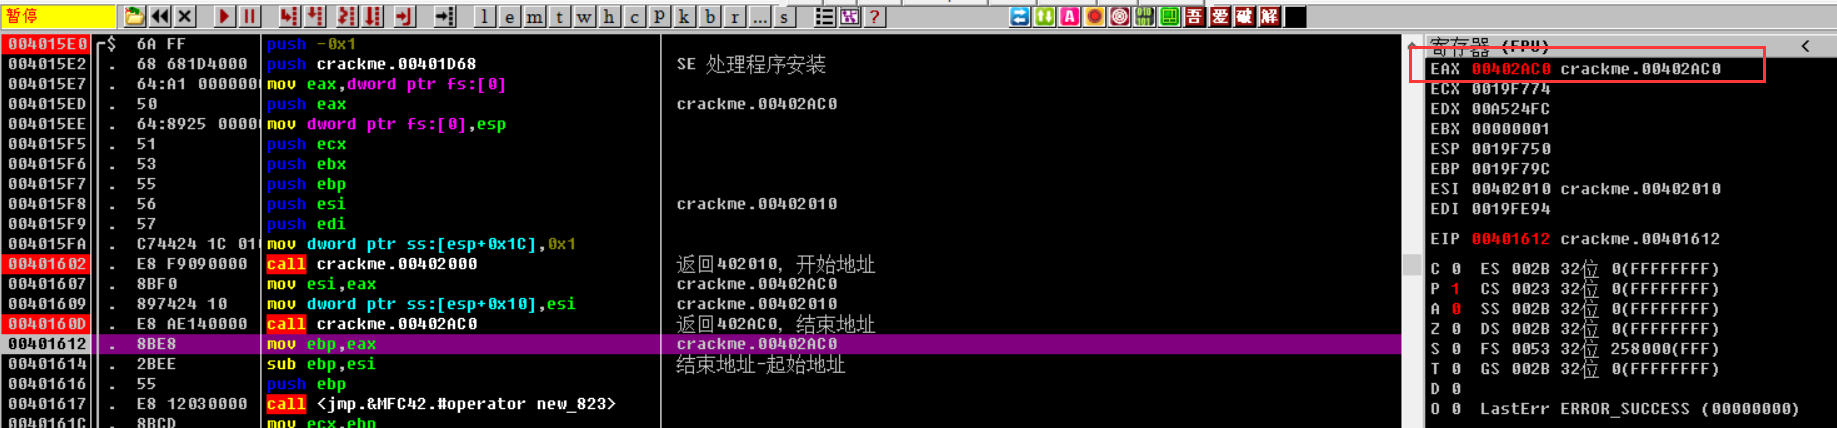 暂停 l e m t w h c p k b r ... s ? A 吾 爱 破 解
004015E0 $ 6A FF push -0x1
004015E2 . 68 681D4000 push crackme.00401D68 SE 处理程序安装
004015E7 . 64:A1 0000000 mov eax,dword ptr fs:[0]
004015ED . 50 push eax crackme.00402AC0
004015EE . 64:8925 0000 mov dword ptr fs:[0],esp
004015F5 . 51 push ecx
004015F6 . 53 push ebx
004015F7 . 55 push ebp
004015F8 . 56 push esi crackme.00402010
004015F9 . 57 push edi
004015FA . C74424 1C 01 mov dword ptr ss:[esp+0x1C],0x1
00401602 . E8 F9090000 call crackme.00402000 返回402010, 开始地址
00401607 . 8BF0 mov esi,eax crackme.00402AC0
00401609 . 897424 10 mov dword ptr ss:[esp+0x10],esi crackme.00402010
0040160D . E8 AE140000 call crackme.00402AC0 返回402AC0, 结束地址
00401612 . 8BE8 mov ebp,eax crackme.00402AC0
00401614 . 2BEE sub ebp,esi 结束地址-起始地址
00401616 . 55 push ebp
00401617 . E8 12030000 call <jmp.&MFC42.#operator new_823>
0040161C . 8BCD mov ecx,ebp
寄存器 (FPU) <
EAX 00402AC0 crackme.00402AC0
ECX 0019F774
EDX 00A524FC
EBX 00000001
ESP 0019F750
EBP 0019F79C
ESI 00402010 crackme.00402010
EDI 0019FE94
EIP 00401612 crackme.00401612
C 0 ES 002B 32位 0(FFFFFFFF)
P 1 CS 0023 32位 0(FFFFFFFF)
A 0 SS 002B 32位 0(FFFFFFFF)
Z 0 DS 002B 32位 0(FFFFFFFF)
S 0 FS 0053 32位 258000(FFF)
T 0 GS 002B 32位 0(FFFFFFFF)
D 0
O 0 LastErr ERROR_SUCCESS (00000000)